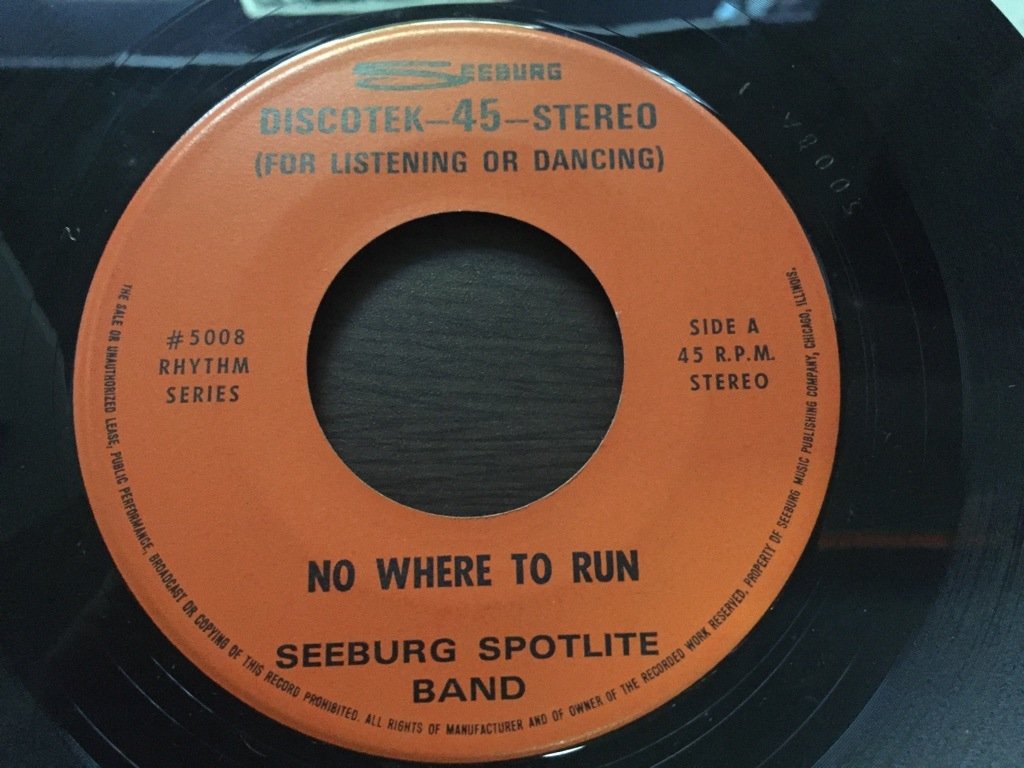 SEEBURG
DISCOTEK-45-STEREO
(FOR LISTENING OR DANCING)
#5008
RHYTHM
SERIES
SIDE A
45 R.P.M.
STEREO
NO WHERE TO RUN
SEEBURG SPOTLITE
BAND
THE SALE OR UNAUTHORIZED LEASE, PUBLIC PERFORMANCE, BROADCAST OR COPYING OF THIS RECORD PROHIBITED. ALL RIGHTS OF MANUFACTURER AND OF OWNER OF THE RECORDED WORK RESERVED. PROPERTY OF SEEBURG MUSIC PUBLISHING COMPANY, CHICAGO, ILLINOIS.
5008A